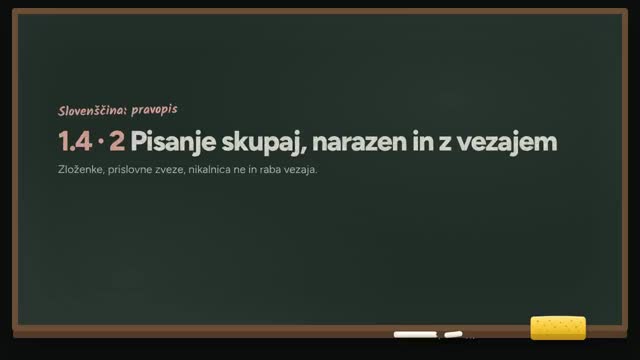 Slovenščina: pravopis
1.4 · 2 Pisanje skupaj, narazen in z vezajem
Zloženke, prislovne zveze, nikalnica ne in raba vezaja.